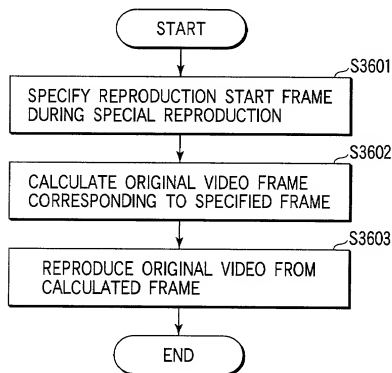 START
S3601
SPECIFY REPRODUCTION START FRAME
DURING SPECIAL REPRODUCTION
S3602
CALCULATE ORIGINAL VIDEO FRAME
CORRESPONDING TO SPECIFIED FRAME
S3603
REPRODUCE ORIGINAL VIDEO FROM
CALCULATED FRAME
END